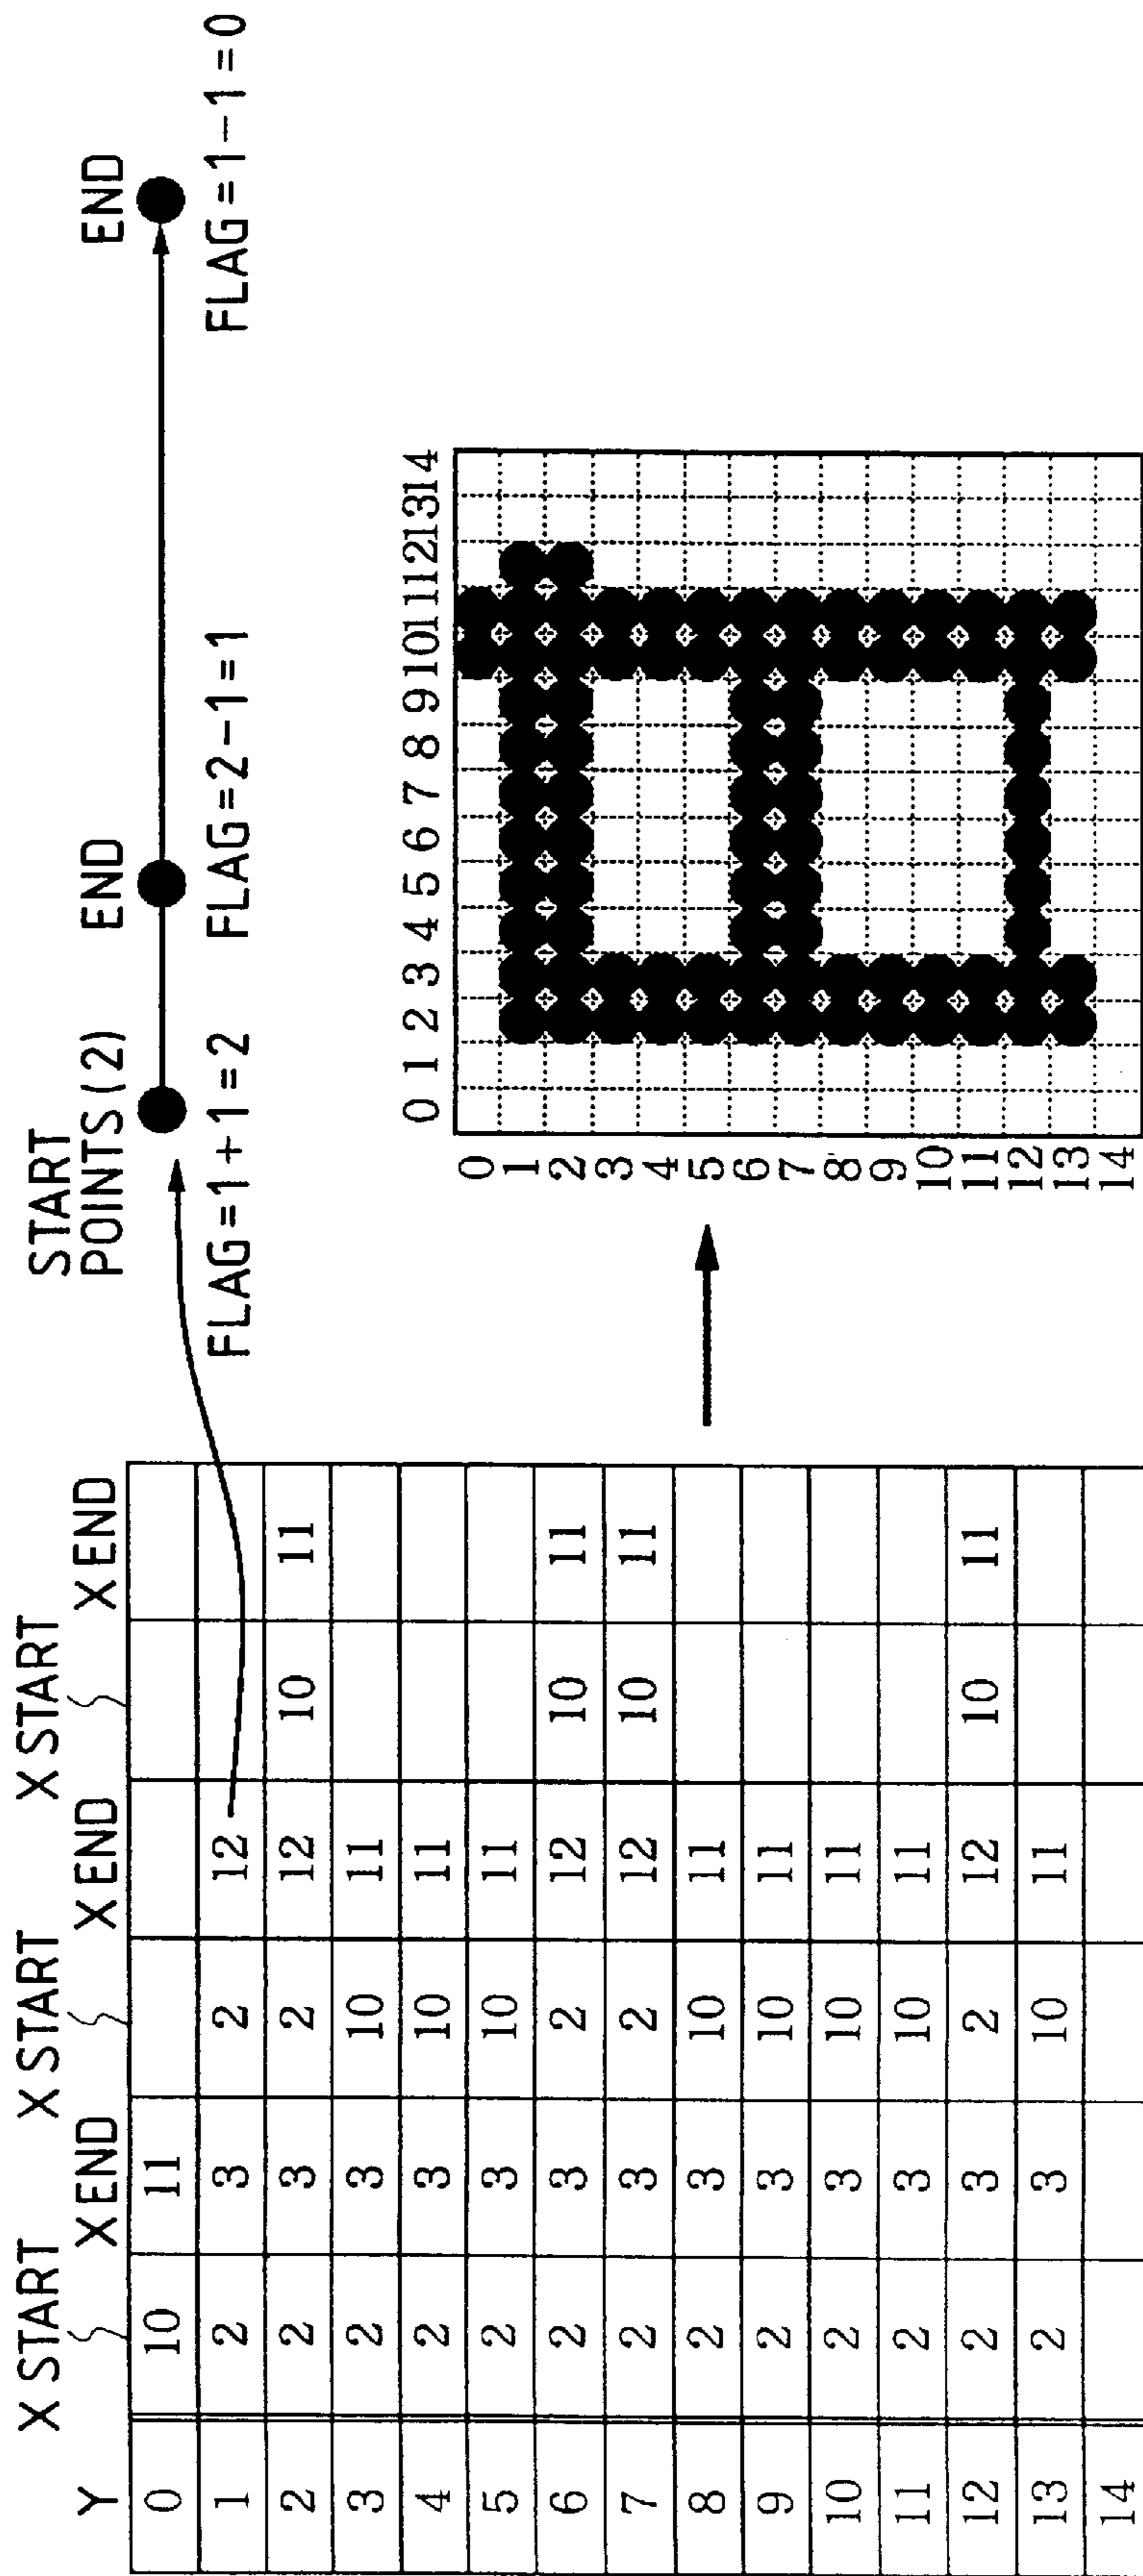 X START X END X START X END X START X END
Y
0 10 11
1 2 3 2 12
2 2 3 2 12 10 11
3 2 3 10 11
4 2 3 10 11
5 2 3 10 11
6 2 3 2 12 10 11
7 2 3 2 12 10 11
8 2 3 10 11
9 2 3 10 11
10 2 3 10 11
11 2 3 10 11
12 2 3 2 12 10 11
13 2 3 10 11
14
START
POINTS (2) END END
FLAG=1+1=2 FLAG=2-1=1 FLAG=1-1=0
0 1 2 3 4 5 6 7 8 9 10 11 12 13 14
0
1
2
3
4
5
6
7
8
9
10
11
12
13
14